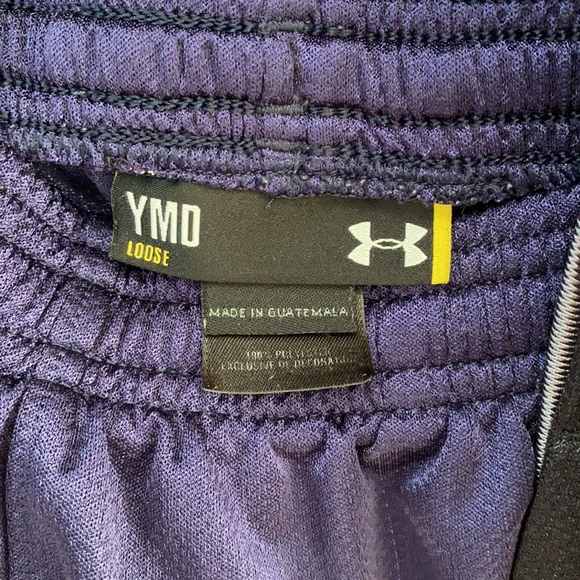 YMD
LOOSE
MADE IN GUATEMALA
100% POLYESTER
EXCLUSIVE OF DECORATION